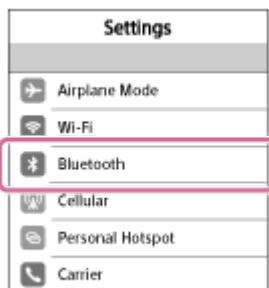 Settings
Airplane Mode
Wi-Fi
Bluetooth
Cellular
Personal Hotspot
Carrier